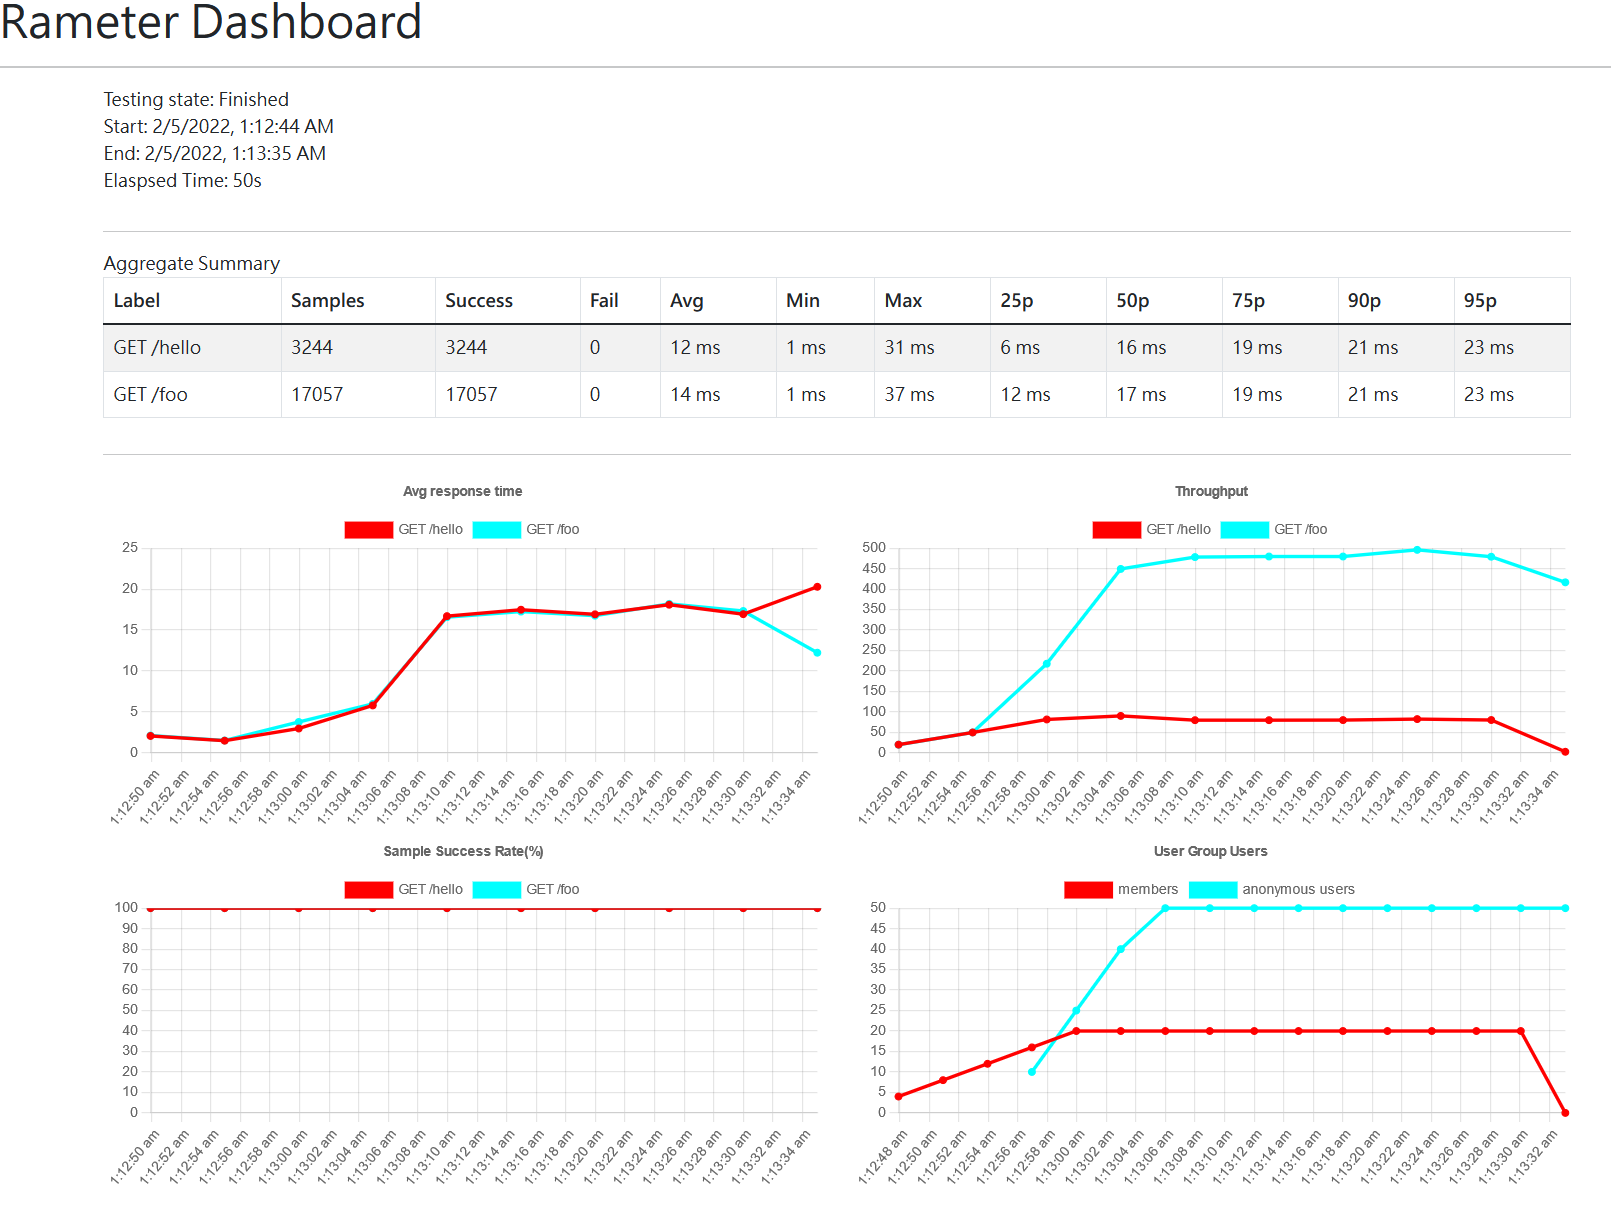 Rameter Dashboard
Testing state: Finished
Start: 2/5/2022, 1:12:44 AM
End: 2/5/2022, 1:13:35 AM
Elaspsed Time: 50s
Aggregate Summary
Label Samples Success Fail Avg Min Max 25p 50p 75p 90p 95p
GET /hello 3244 3244 0 12 ms 1 ms 31 ms 6 ms 16 ms 19 ms 21 ms 23 ms
GET /foo 17057 17057 0 14 ms 1 ms 37 ms 12 ms 17 ms 19 ms 21 ms 23 ms
Avg response time
GET /hello GET /foo
25
20
15
10
5
0
1:12:50 am 1:12:52 am 1:12:54 am 1:12:56 am 1:12:58 am 1:13:00 am 1:13:02 am 1:13:04 am 1:13:06 am 1:13:08 am 1:13:10 am 1:13:12 am 1:13:14 am 1:13:16 am 1:13:18 am 1:13:20 am 1:13:22 am 1:13:24 am 1:13:26 am 1:13:28 am 1:13:30 am 1:13:32 am 1:13:34 am
Throughput
GET /hello GET /foo
500
450
400
350
300
250
200
150
100
50
0
1:12:50 am 1:12:52 am 1:12:54 am 1:12:56 am 1:12:58 am 1:13:00 am 1:13:02 am 1:13:04 am 1:13:06 am 1:13:08 am 1:13:10 am 1:13:12 am 1:13:14 am 1:13:16 am 1:13:18 am 1:13:20 am 1:13:22 am 1:13:24 am 1:13:26 am 1:13:28 am 1:13:30 am 1:13:32 am 1:13:34 am
Sample Success Rate(%)
GET /hello GET /foo
100
90
80
70
60
50
40
30
20
10
0
1:12:50 am 1:12:52 am 1:12:54 am 1:12:56 am 1:12:58 am 1:13:00 am 1:13:02 am 1:13:04 am 1:13:06 am 1:13:08 am 1:13:10 am 1:13:12 am 1:13:14 am 1:13:16 am 1:13:18 am 1:13:20 am 1:13:22 am 1:13:24 am 1:13:26 am 1:13:28 am 1:13:30 am 1:13:32 am 1:13:34 am
User Group Users
members anonymous users
50
45
40
35
30
25
20
15
10
5
0
1:12:48 am 1:12:50 am 1:12:52 am 1:12:54 am 1:12:56 am 1:12:58 am 1:13:00 am 1:13:02 am 1:13:04 am 1:13:06 am 1:13:08 am 1:13:10 am 1:13:12 am 1:13:14 am 1:13:16 am 1:13:18 am 1:13:20 am 1:13:22 am 1:13:24 am 1:13:26 am 1:13:28 am 1:13:30 am 1:13:32 am